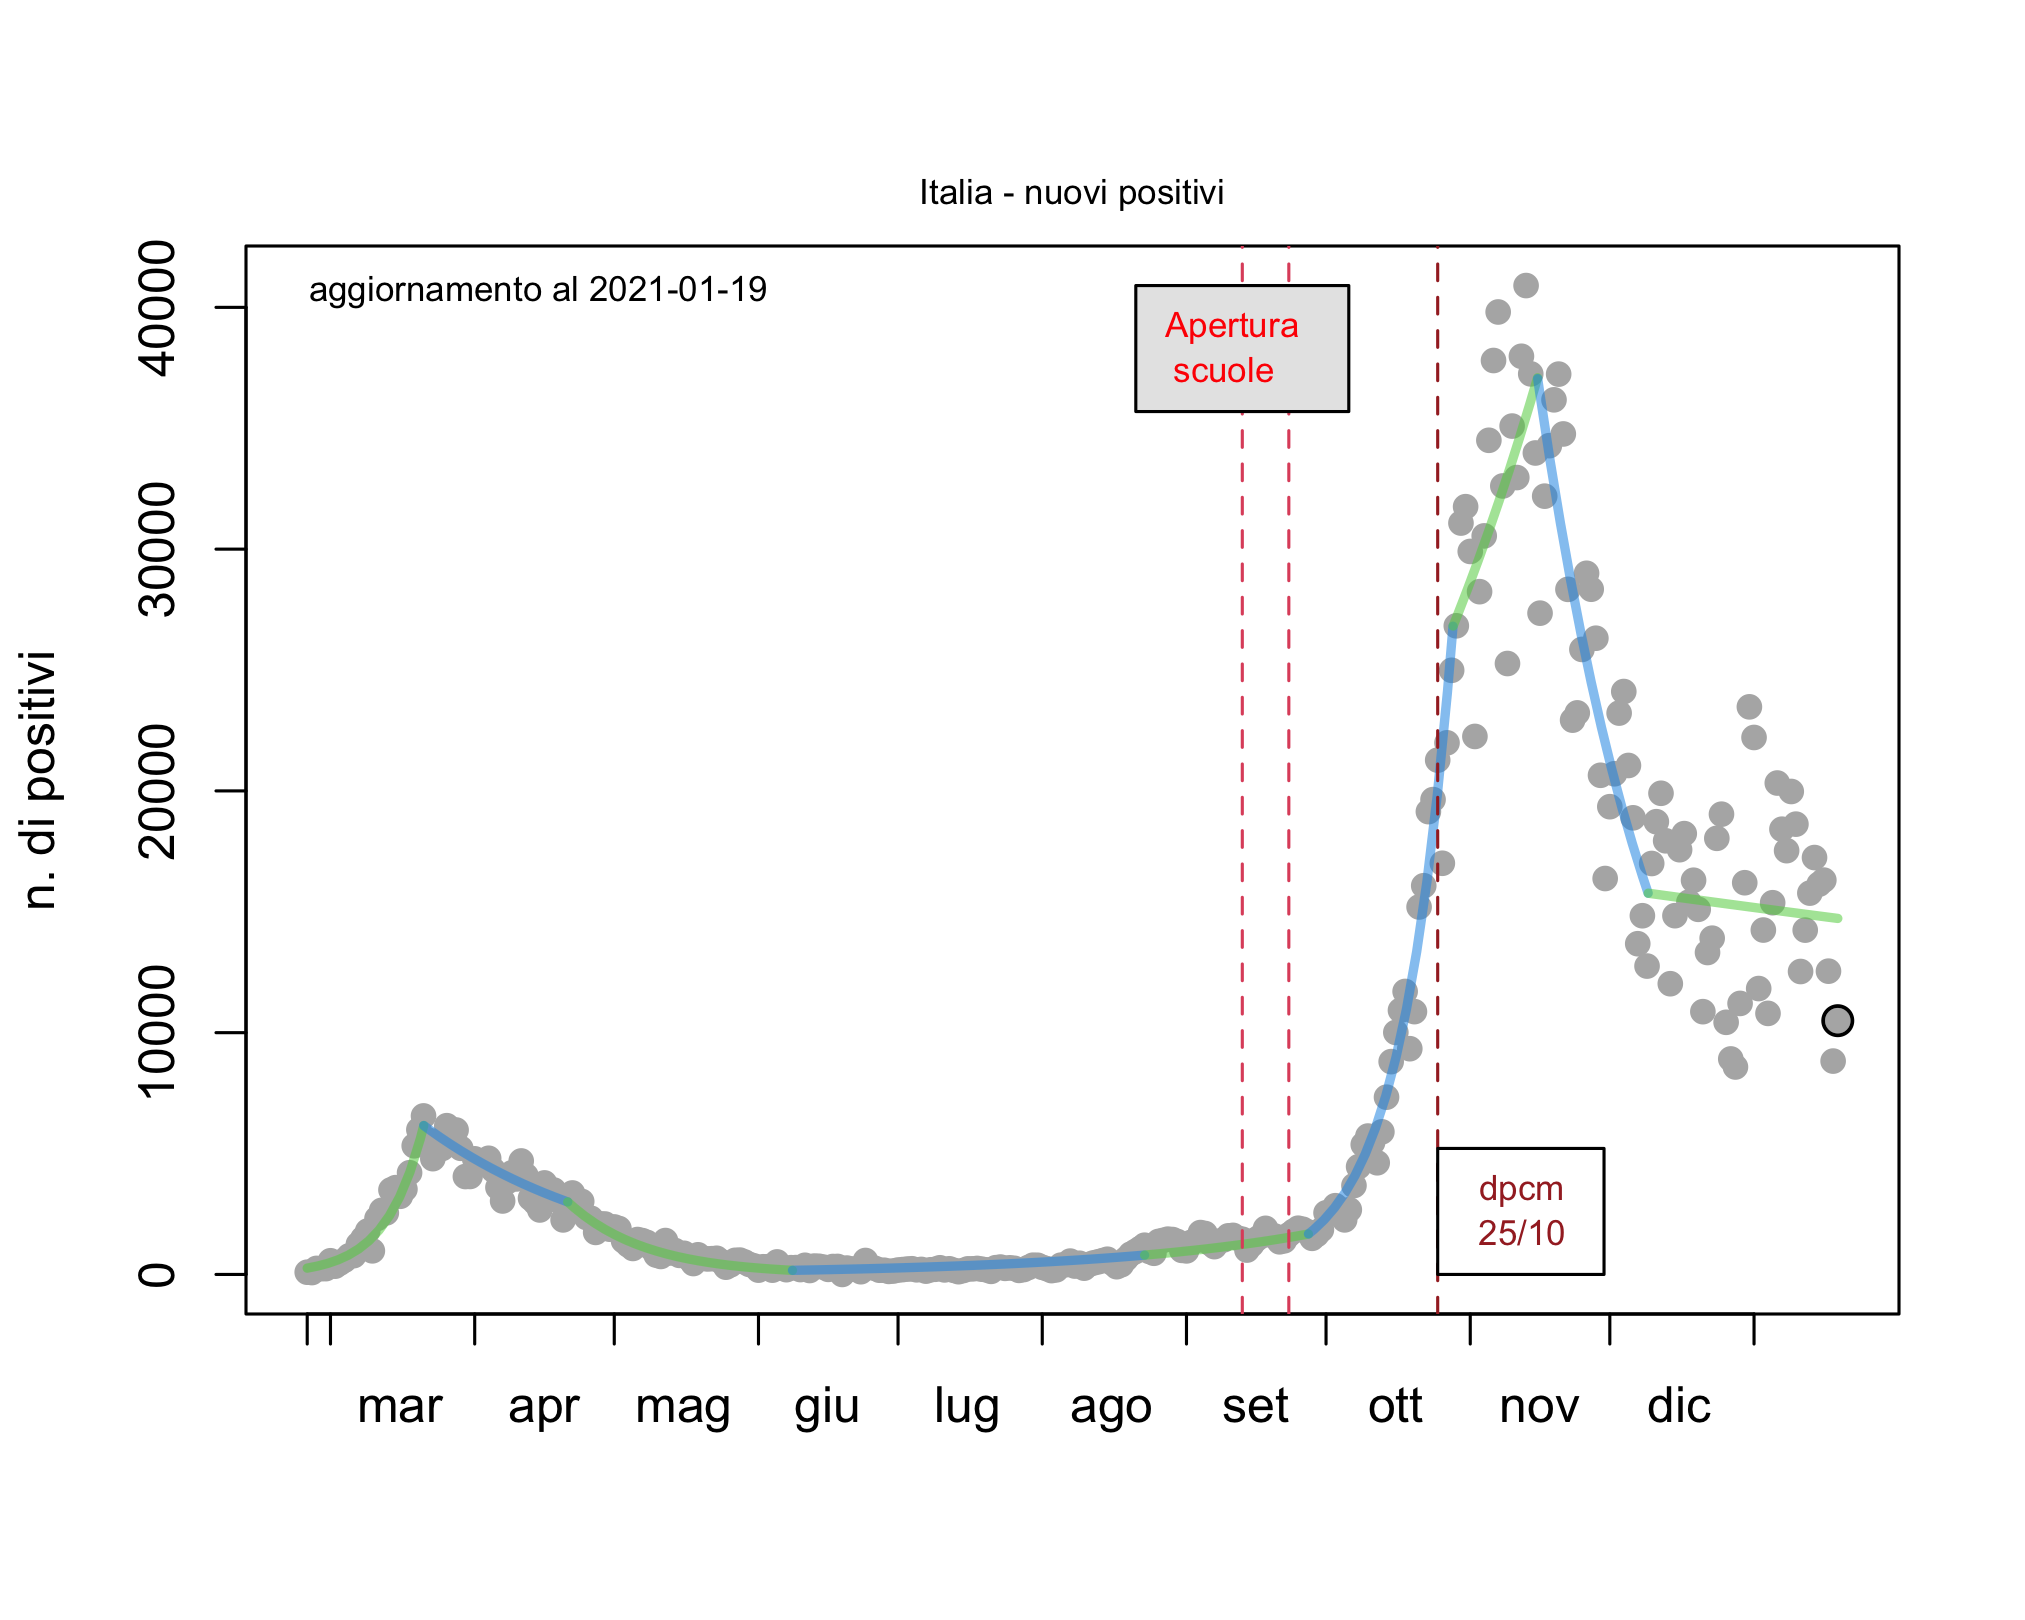 Italia - nuovi positivi
aggiornamento al 2021-01-19
Apertura
scuole
dpcm
25/10
n. di positivi
40000
30000
20000
10000
0
mar apr mag giu lug ago set ott nov dic